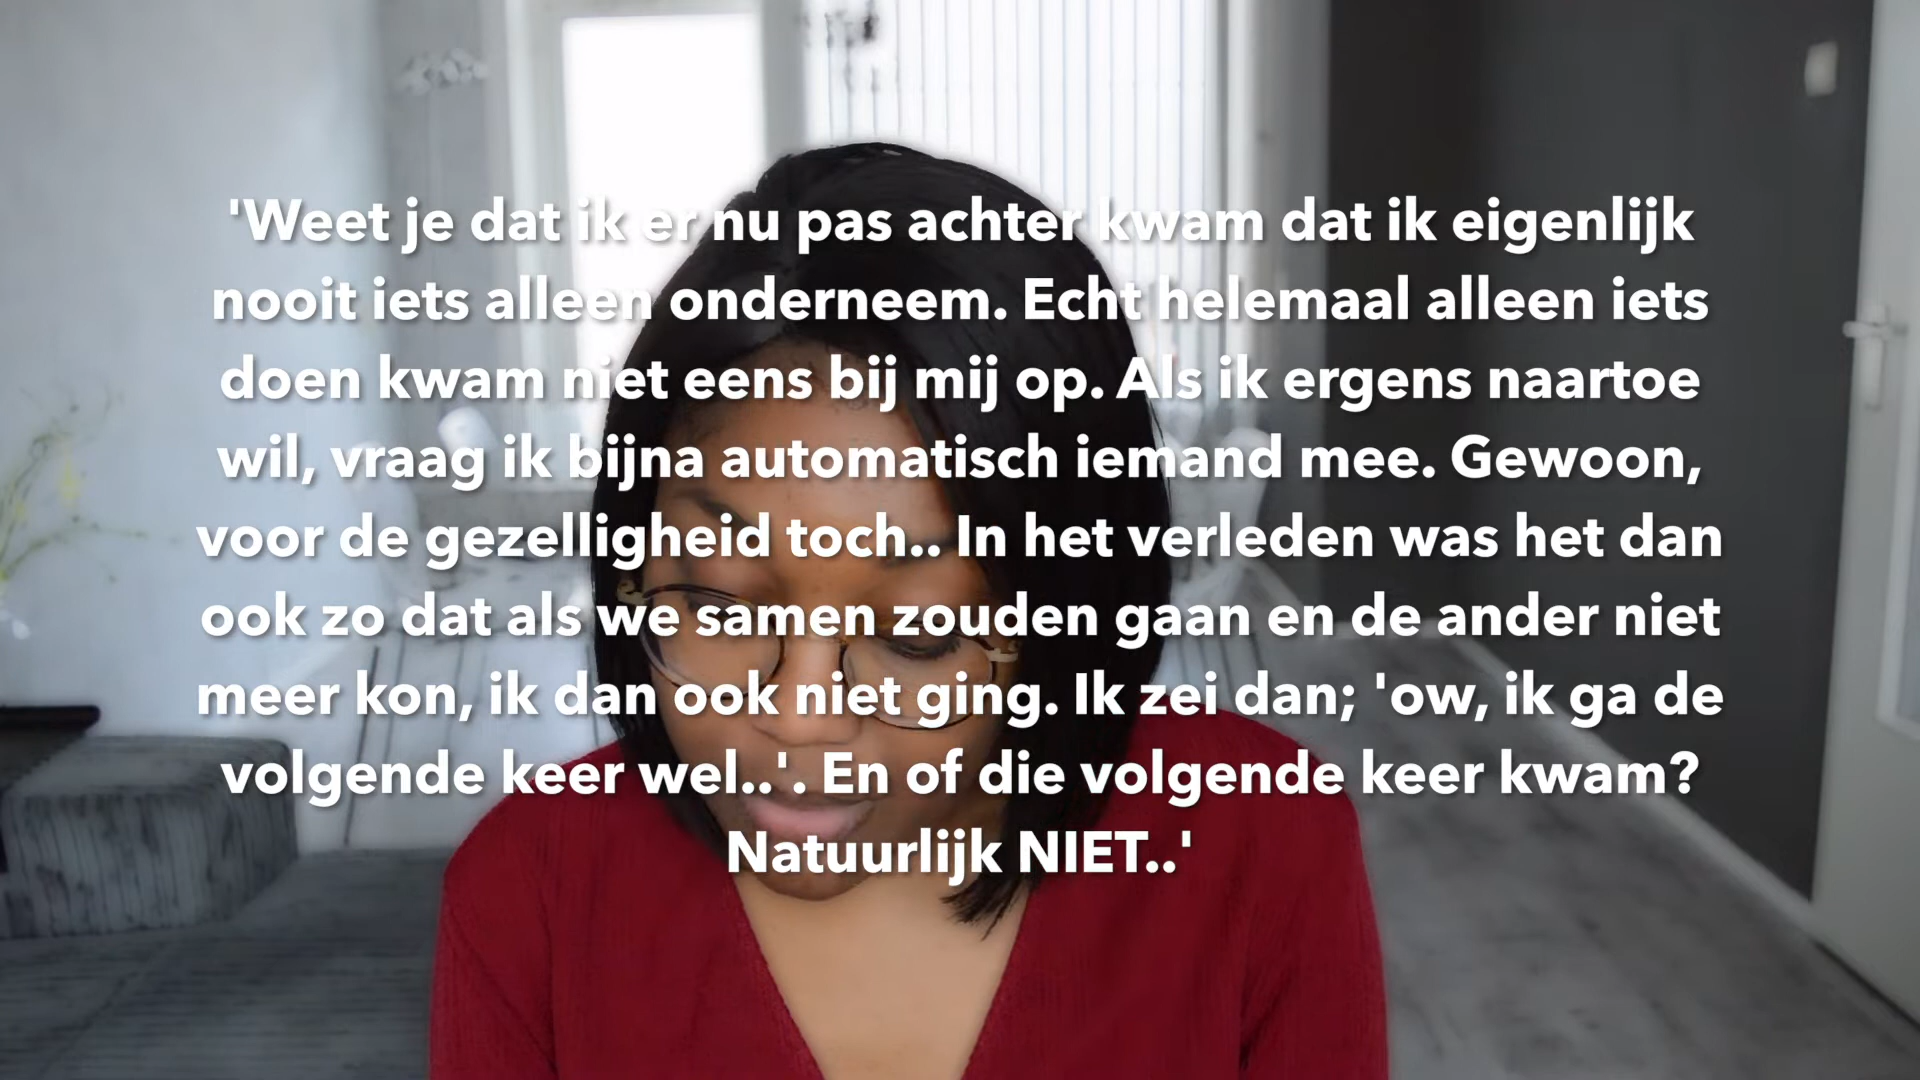 'Weet je dat ik er nu pas achter kwam dat ik eigenlijk
nooit iets alleen onderneem. Echt helemaal alleen iets
doen kwam niet eens bij mij op. Als ik ergens naartoe
wil, vraag ik bijna automatisch iemand mee. Gewoon,
voor de gezelligheid toch.. In het verleden was het dan
ook zo dat als we samen zouden gaan en de ander niet
meer kon, ik dan ook niet ging. Ik zei dan; 'ow, ik ga de
volgende keer wel..'. En of die volgende keer kwam?
Natuurlijk NIET..'